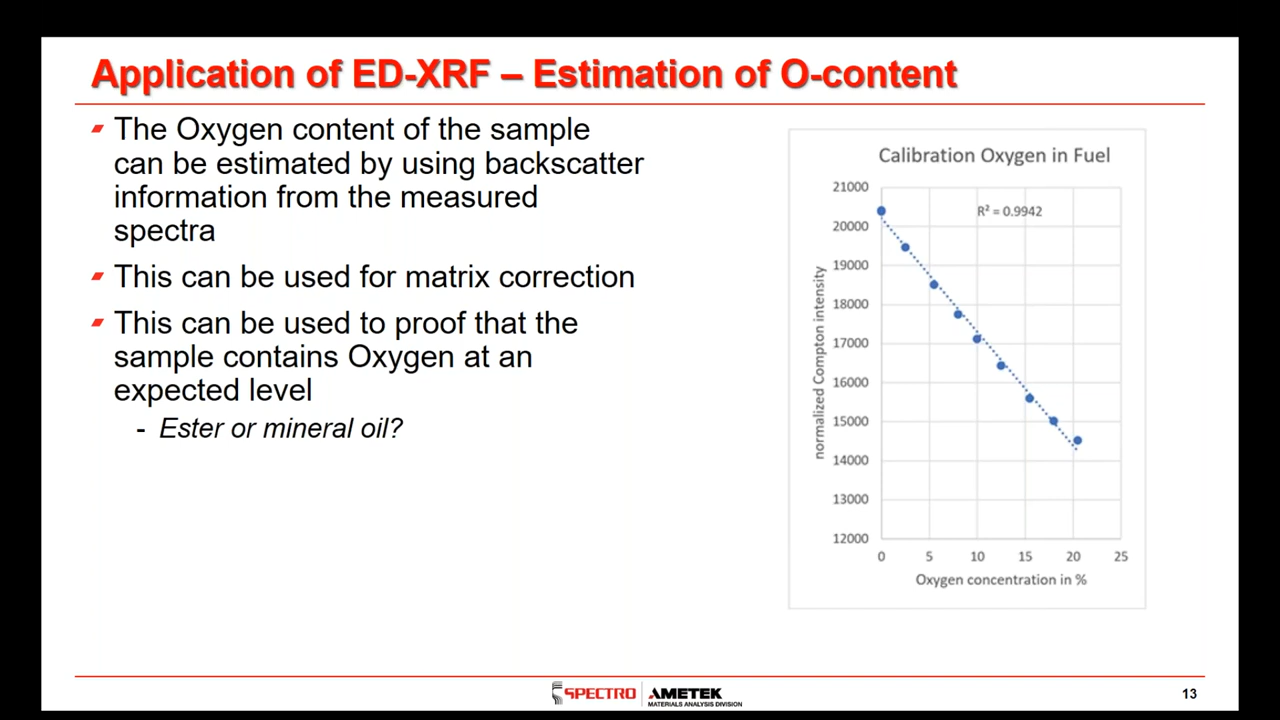 Application of ED-XRF – Estimation of O-content
The Oxygen content of the sample
can be estimated by using backscatter
information from the measured
spectra
This can be used for matrix correction
This can be used to proof that the
sample contains Oxygen at an
expected level
- Ester or mineral oil?
Calibration Oxygen in Fuel
R² = 0.9942
normalized Compton intensity
21000
20000
19000
18000
17000
16000
15000
14000
13000
12000
0 5 10 15 20 25
Oxygen concentration in %
SPECTRO AMETEK
MATERIALS ANALYSIS DIVISION
13